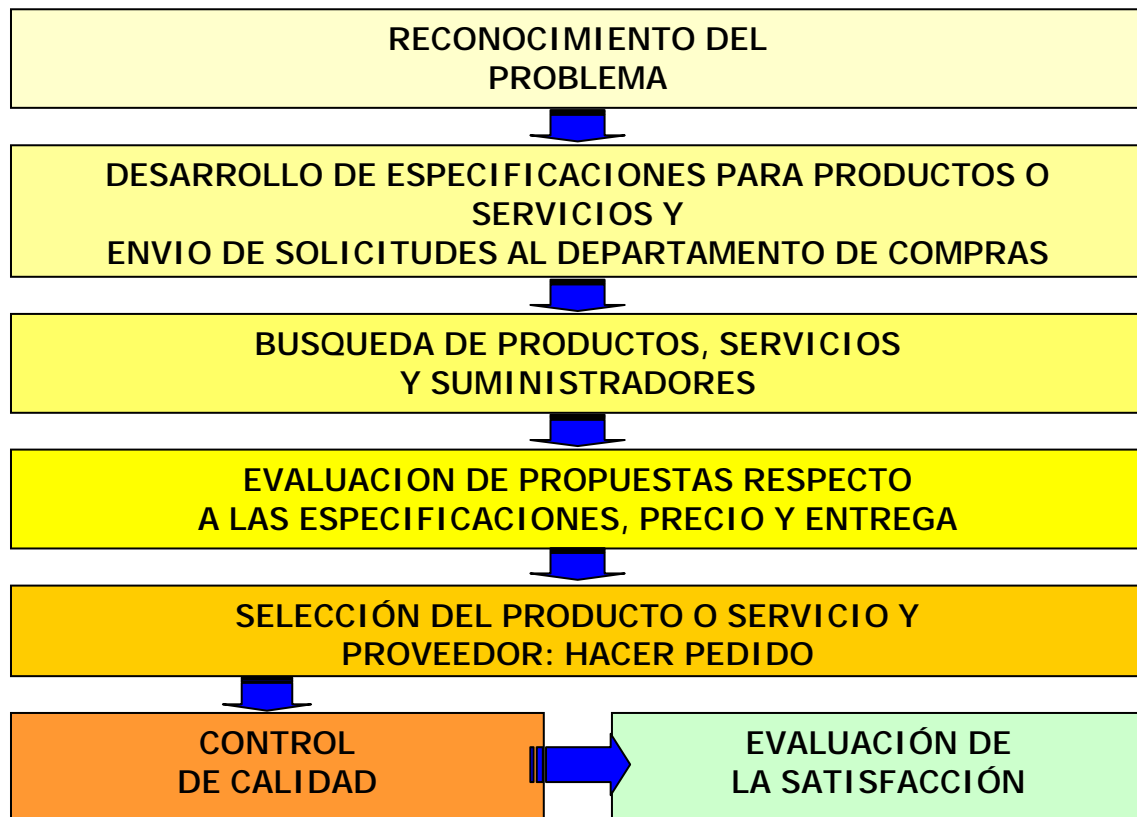 RECONOCIMIENTO DEL
PROBLEMA
DESARROLLO DE ESPECIFICACIONES PARA PRODUCTOS O
SERVICIOS Y
ENVIO DE SOLICITUDES AL DEPARTAMENTO DE COMPRAS
BUSQUEDA DE PRODUCTOS, SERVICIOS
Y SUMINISTRADORES
EVALUACION DE PROPUESTAS RESPECTO
A LAS ESPECIFICACIONES, PRECIO Y ENTREGA
SELECCIÓN DEL PRODUCTO O SERVICIO Y
PROVEEDOR: HACER PEDIDO
CONTROL
DE CALIDAD
EVALUACIÓN DE
LA SATISFACCIÓN